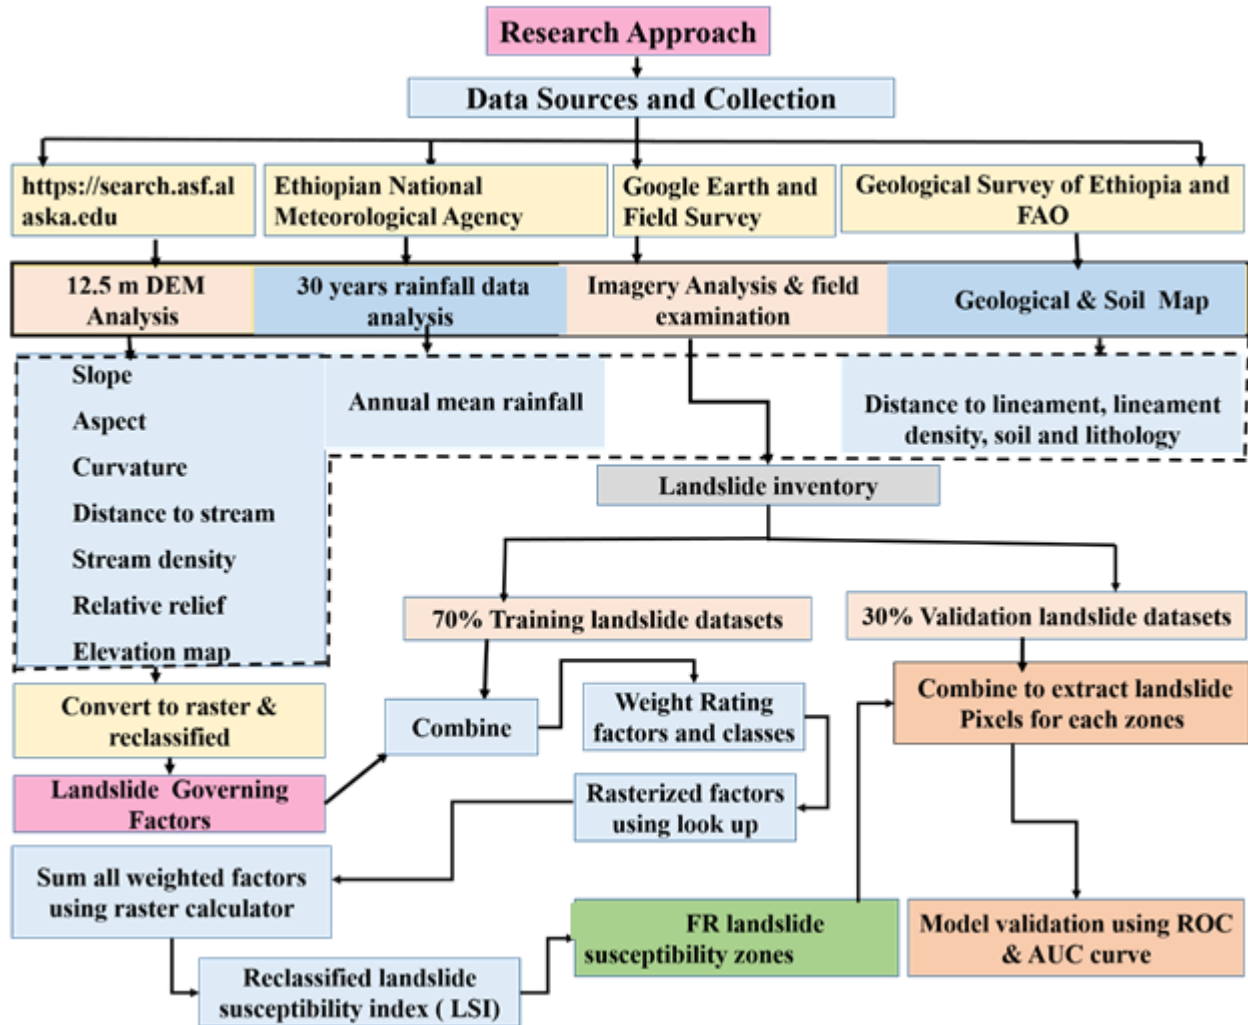 Research Approach
Data Sources and Collection
https://search.asf.al
aska.edu
Ethiopian National
Meteorological Agency
Google Earth and
Field Survey
Geological Survey of Ethiopia and
FAO
12.5 m DEM
Analysis
30 years rainfall data
analysis
Imagery Analysis & field
examination
Geological & Soil Map
Slope
Aspect
Curvature
Distance to stream
Stream density
Relative relief
Elevation map
Annual mean rainfall
Distance to lineament, lineament
density, soil and lithology
Landslide inventory
70% Training landslide datasets
30% Validation landslide datasets
Convert to raster &
reclassified
Combine
Weight Rating
factors and classes
Combine to extract landslide
Pixels for each zones
Landslide Governing
Factors
Rasterized factors
using look up
Sum all weighted factors
using raster calculator
FR landslide
susceptibility zones
Model validation using ROC
& AUC curve
Reclassified landslide
susceptibility index ( LSI)